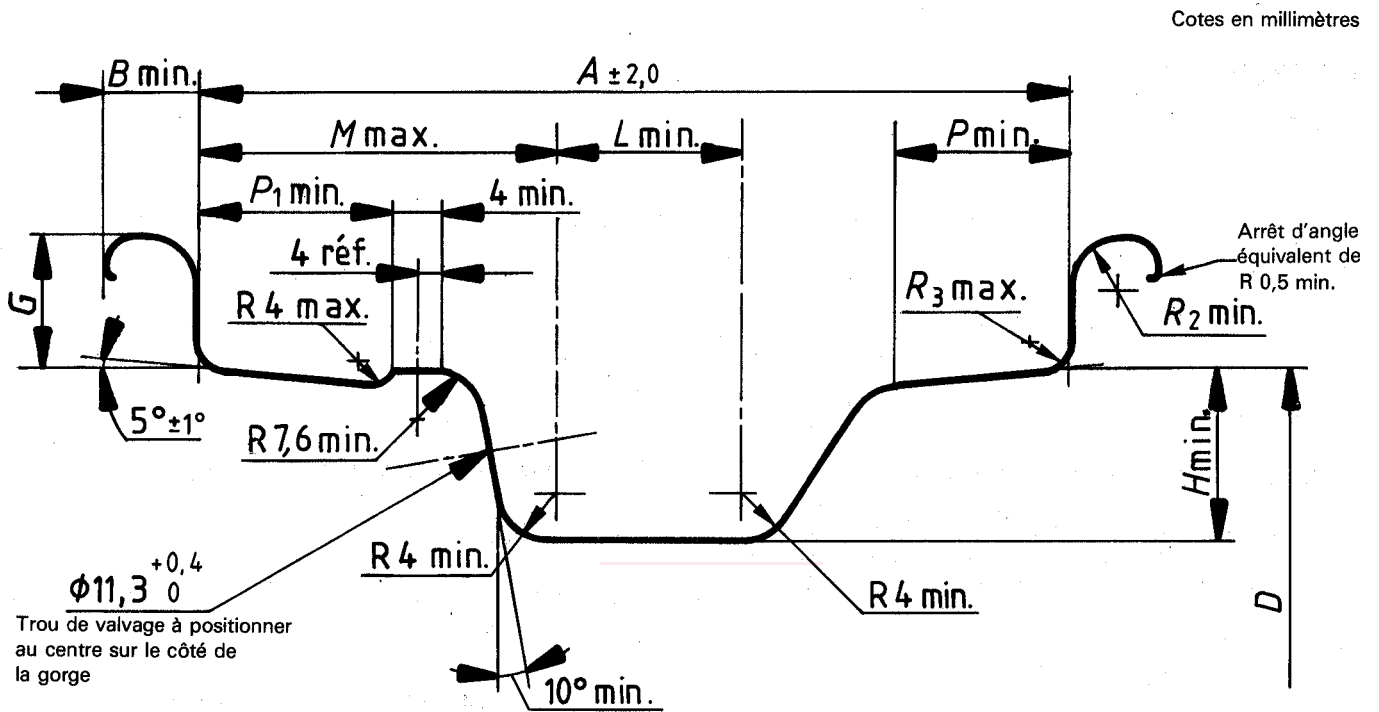 Cotes en millimètres
B min.
A ± 2,0
M max.
L min.
P min.
P₁ min.
4 min.
4 réf.
G
R 4 max.
R₃ max.
Arrêt d'angle
équivalent de
R 0,5 min.
R₂ min.
5° ± 1°
R 7,6 min.
H min.
R 4 min.
R 4 min.
D
ϕ11,3 +0,4 0
Trou de valvage à positionner
au centre sur le côté de
la gorge
10° min.